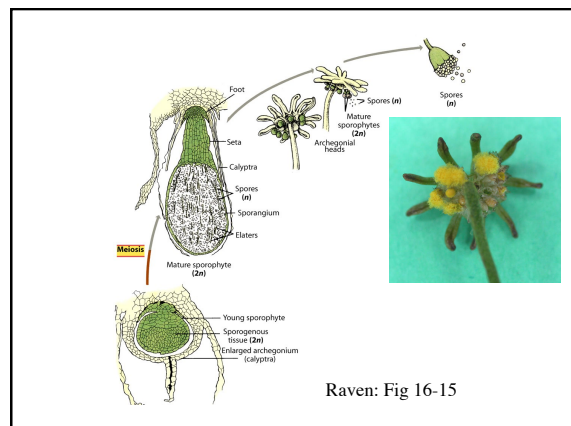 Foot
Seta
Calyptra
Spores
(n)
Sporangium
Elaters
Mature sporophyte
(2n)
Meiosis
Young sporophyte
Sporogenous
tissue (2n)
Enlarged archegonium
(calyptra)
Spores (n)
Mature
sporophytes
(2n)
Archegonial
heads
Spores
(n)
Raven: Fig 16-15